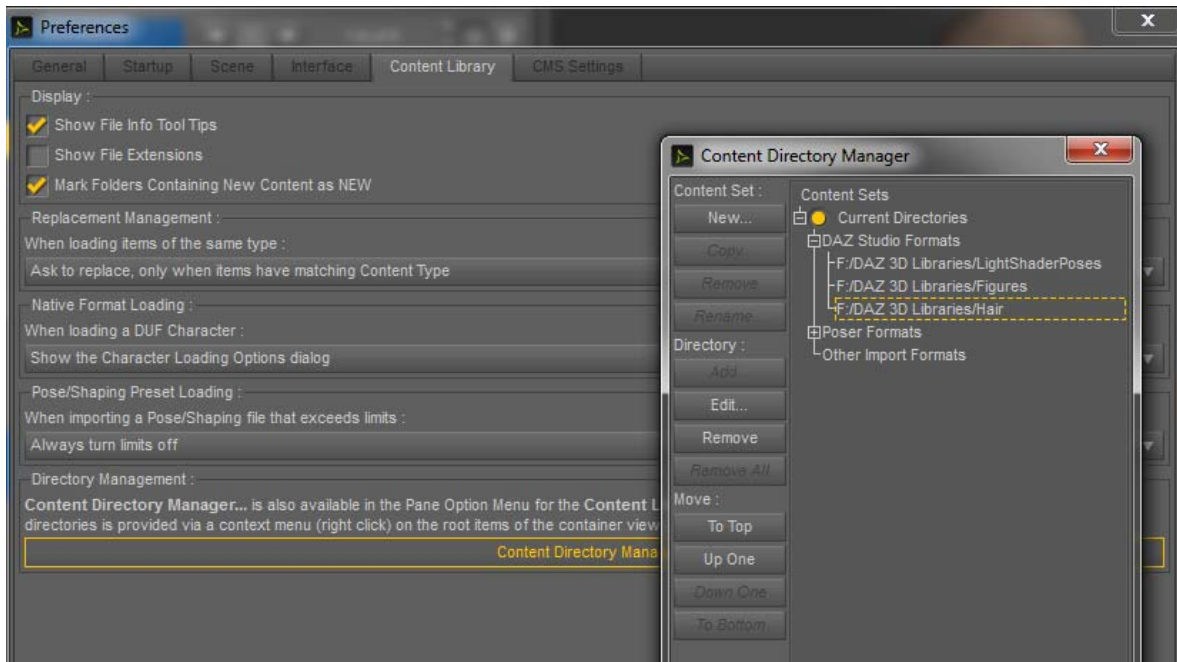 Preferences
General Startup Scene Interface Content Library CMS Settings
Display :
Show File Info Tool Tips
Show File Extensions
Mark Folders Containing New Content as NEW
Replacement Management :
When loading items of the same type :
Ask to replace, only when items have matching Content Type
Native Format Loading :
When loading a DUF Character :
Show the Character Loading Options dialog
Pose/Shaping Preset Loading :
When importing a Pose/Shaping file that exceeds limits :
Always turn limits off
Directory Management :
Content Directory Manager... is also available in the Pane Option Menu for the Content L
directories is provided via a context menu (right click) on the root items of the container view
Content Directory Mana
Content Directory Manager
Content Set :
New...
Copy...
Remove
Rename...
Directory :
Add...
Edit...
Remove
Remove All
Move :
To Top
Up One
Down One
To Bottom
Content Sets
Current Directories
DAZ Studio Formats
F:/DAZ 3D Libraries/LightShaderPoses
F:/DAZ 3D Libraries/Figures
F:/DAZ 3D Libraries/Hair
Poser Formats
Other Import Formats